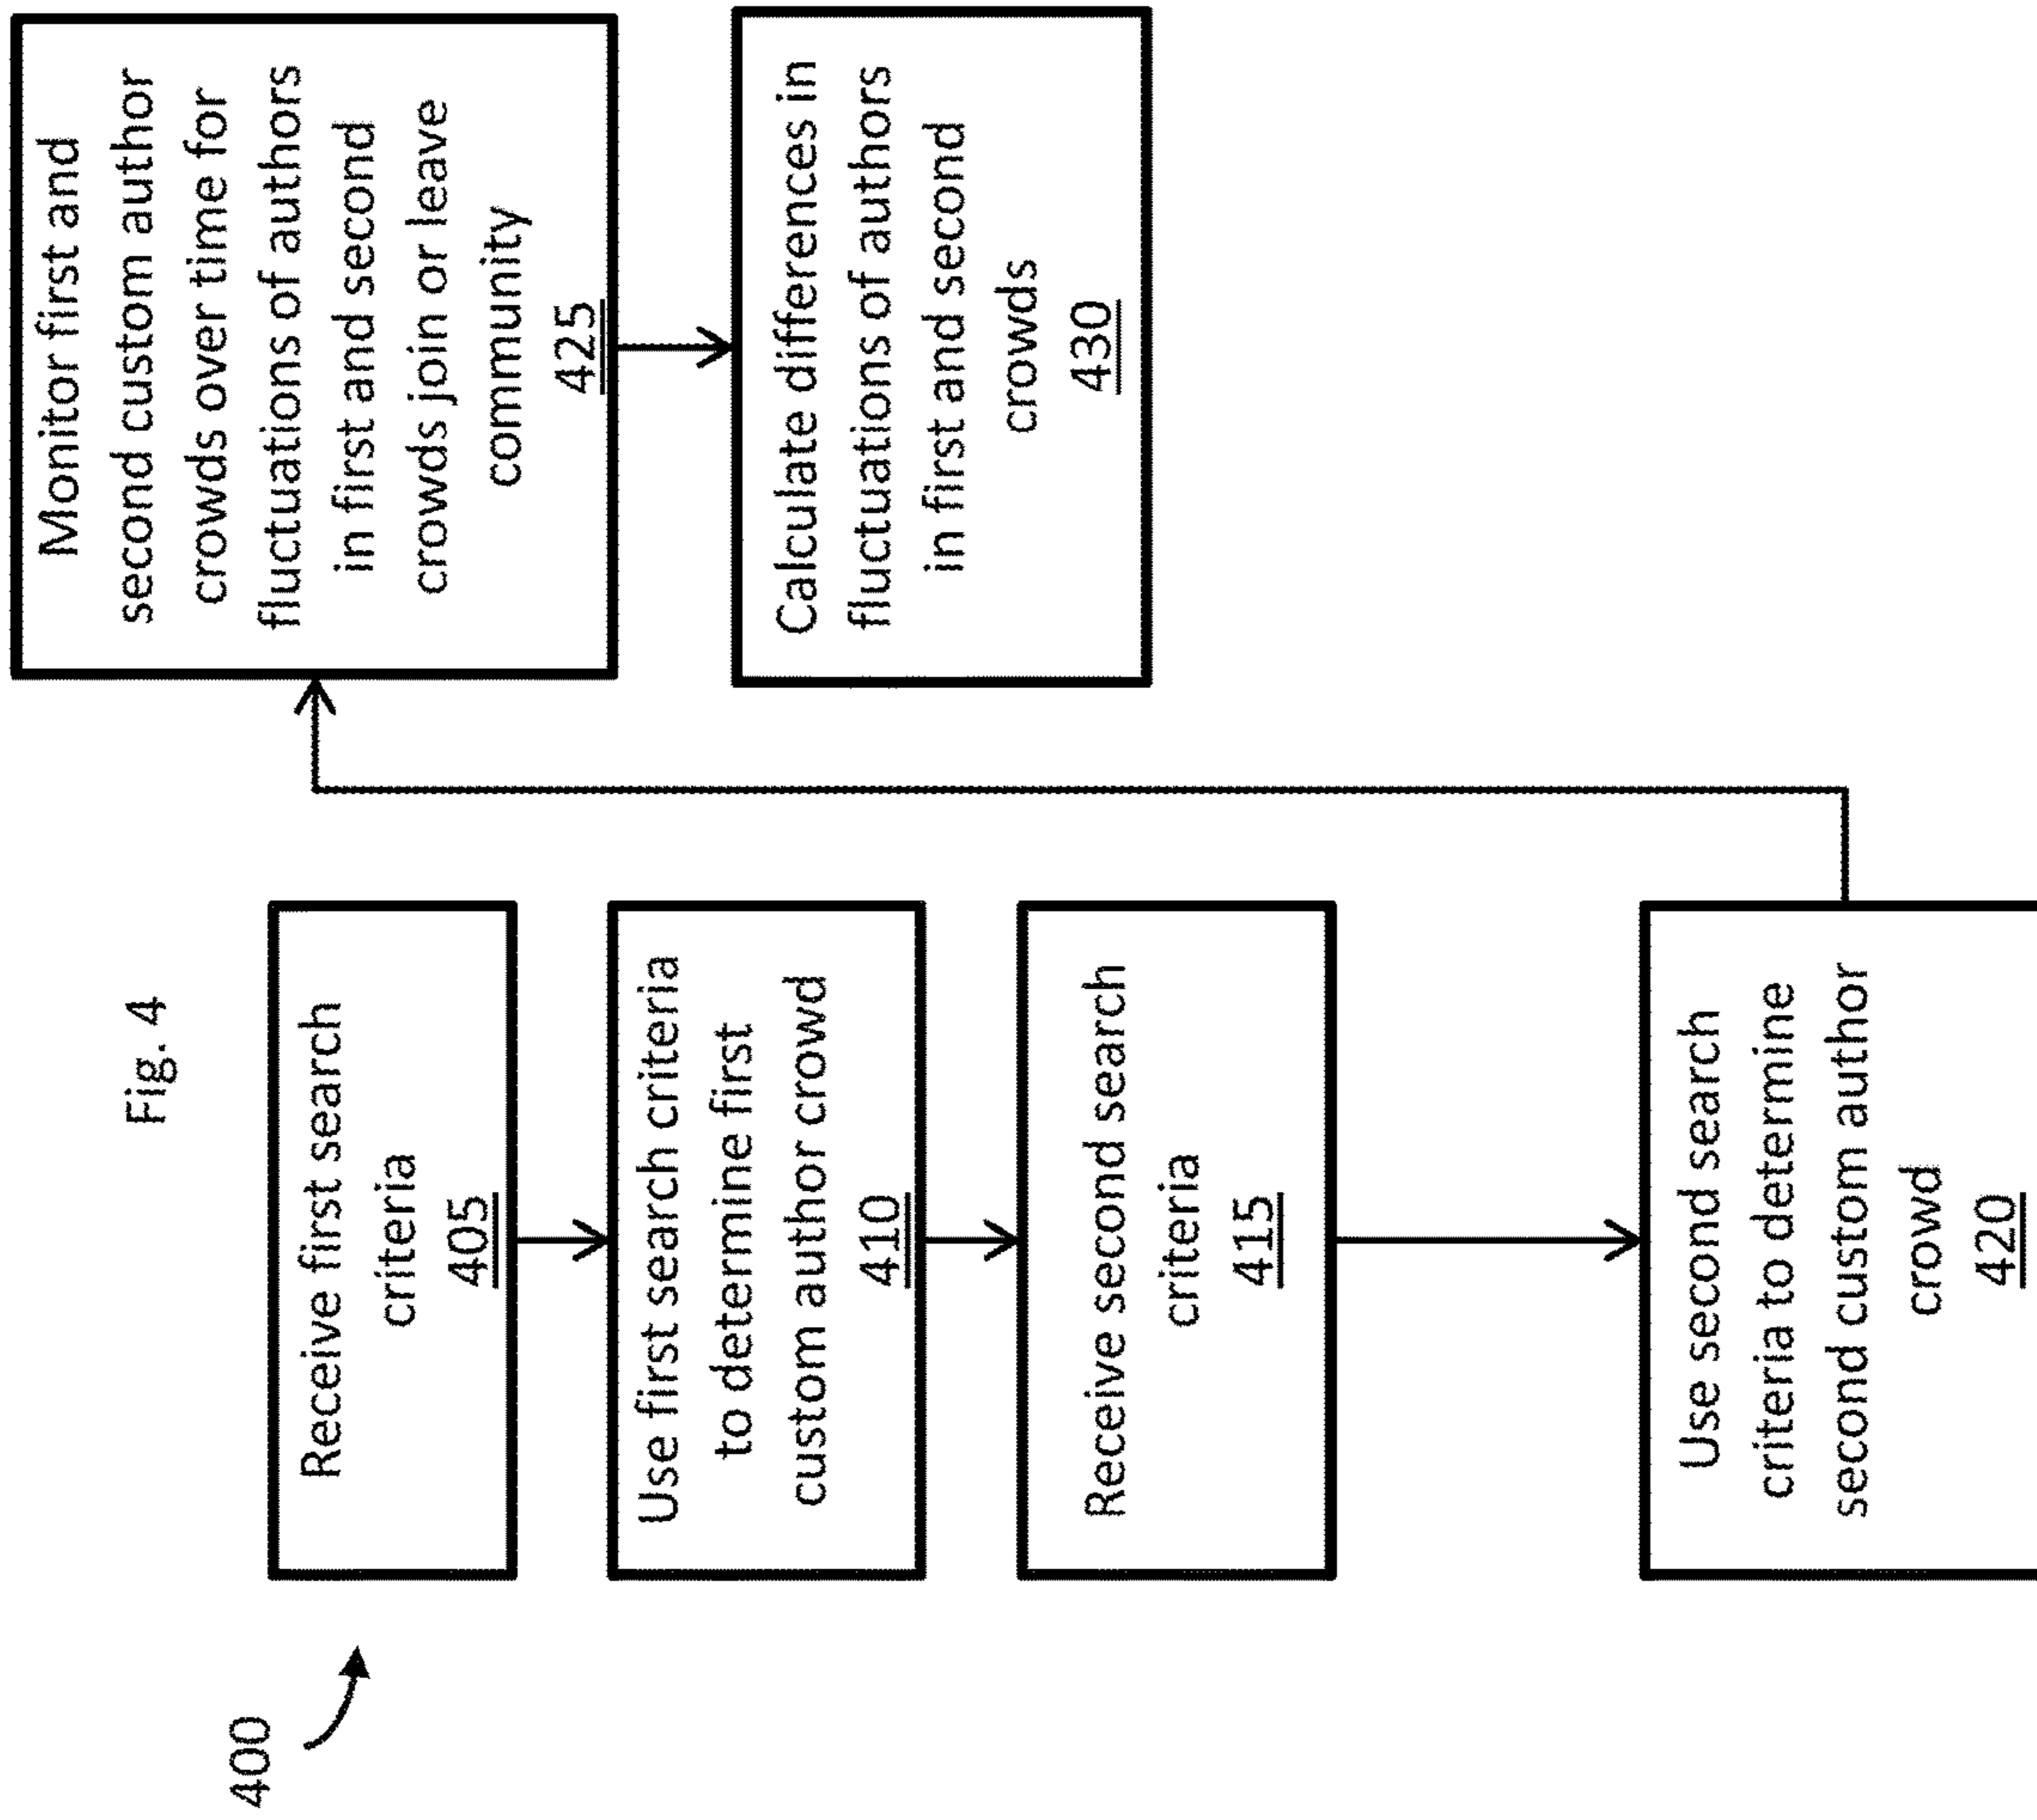 Fig. 4
400
Receive first search
criteria
405
Use first search criteria
to determine first
custom author crowd
410
Receive second search
criteria
415
Use second search
criteria to determine
second custom author
crowd
420
Monitor first and
second custom author
crowds over time for
fluctuations of authors
in first and second
crowds join or leave
community
425
Calculate differences in
fluctuations of authors
in first and second
crowds
430